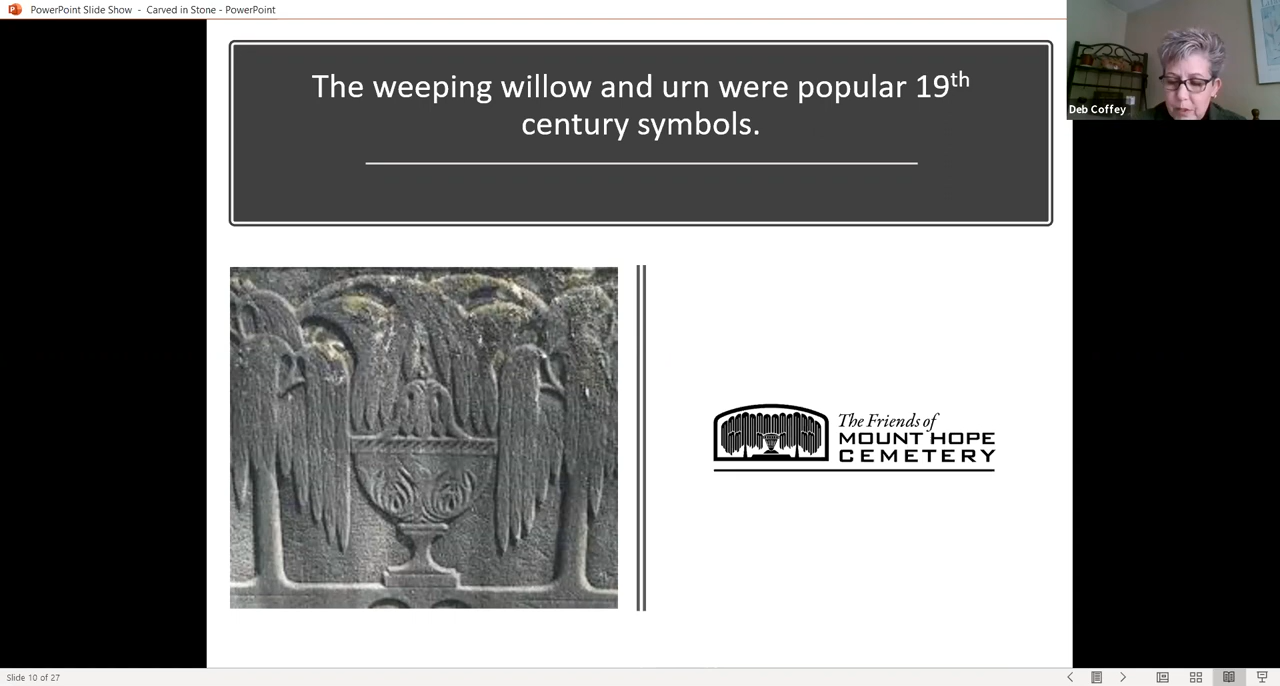 PowerPoint Slide Show - Carved in Stone - PowerPoint
The weeping willow and urn were popular 19th
century symbols.
Deb Coffey
The Friends of
MOUNT HOPE
CEMETERY
Slide 10 of 27